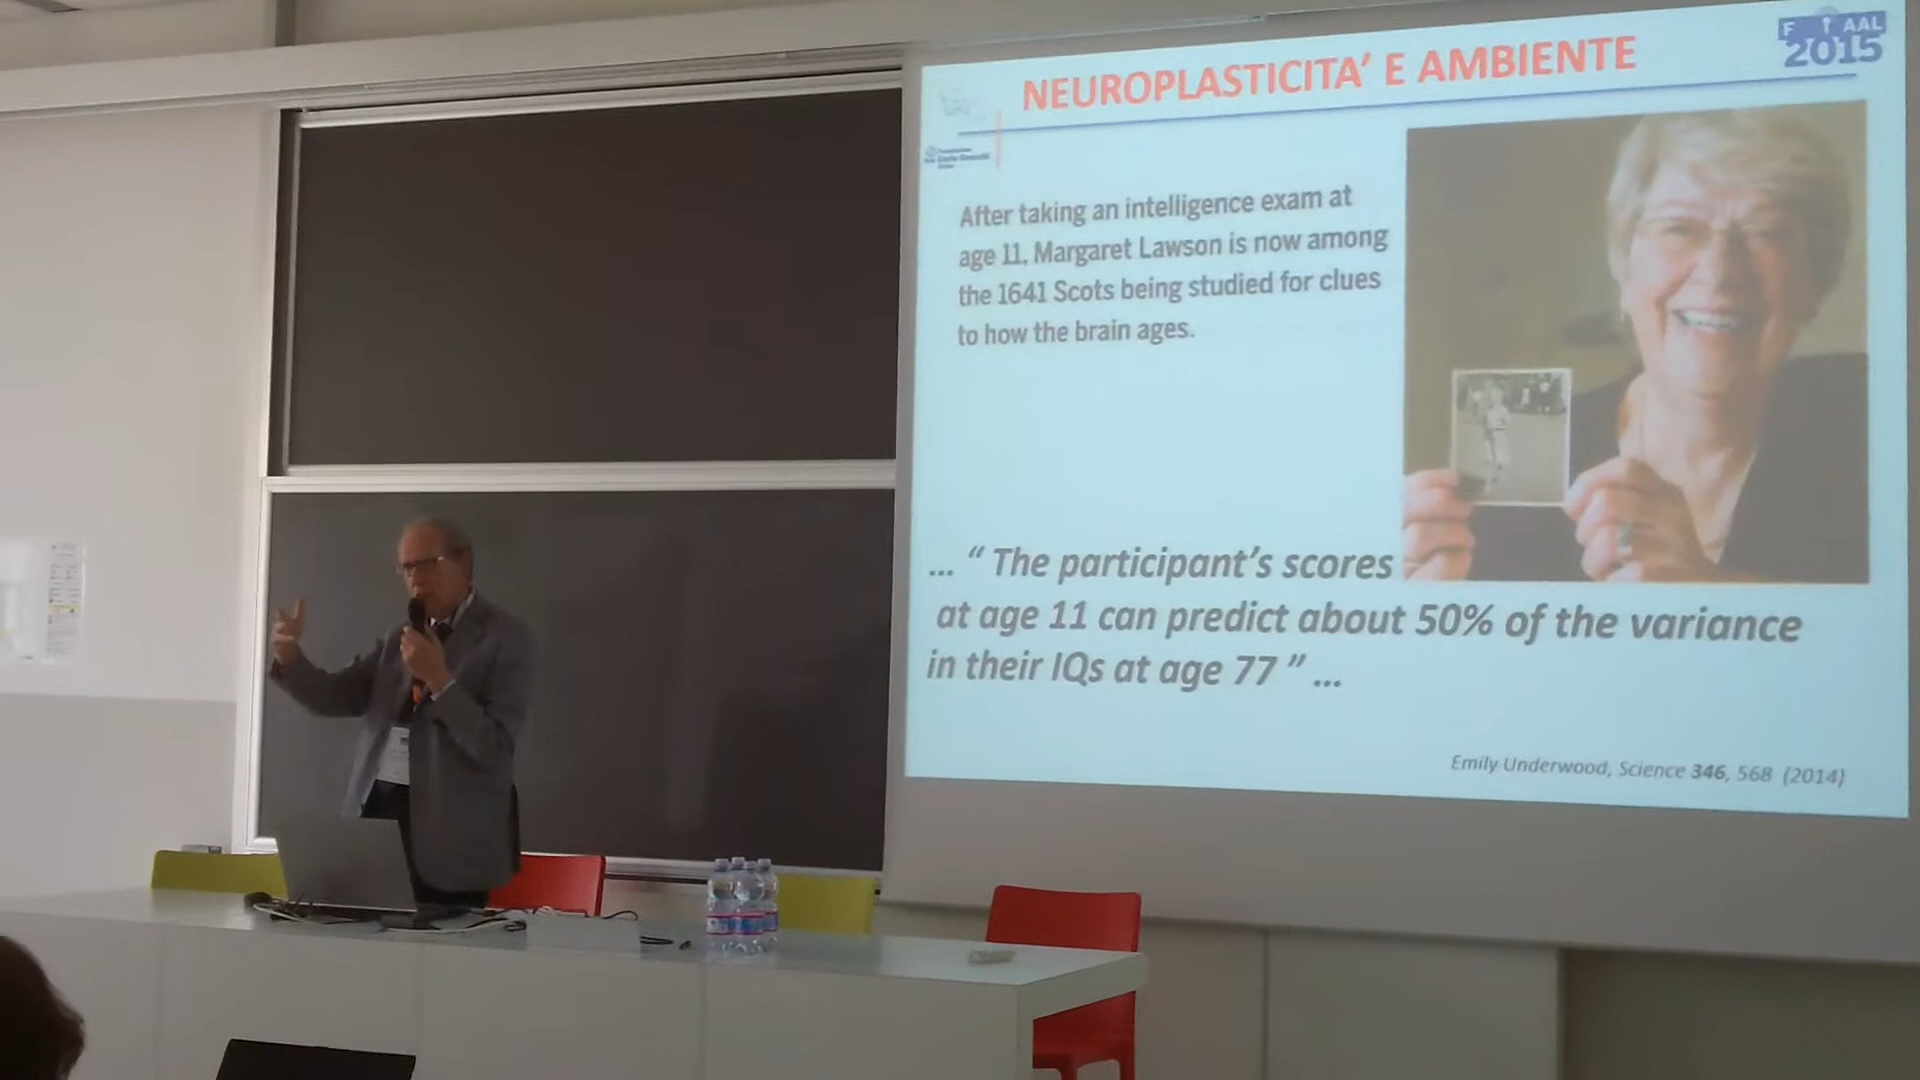 NEUROPLASTICITA’ E AMBIENTE
AAL
2015
After taking an intelligence exam at
age 11, Margaret Lawson is now among
the 1641 Scots being studied for clues
to how the brain ages.
... “ The participant’s scores
at age 11 can predict about 50% of the variance
in their IQs at age 77 ” ...
Emily Underwood, Science 346, 568 (2014)